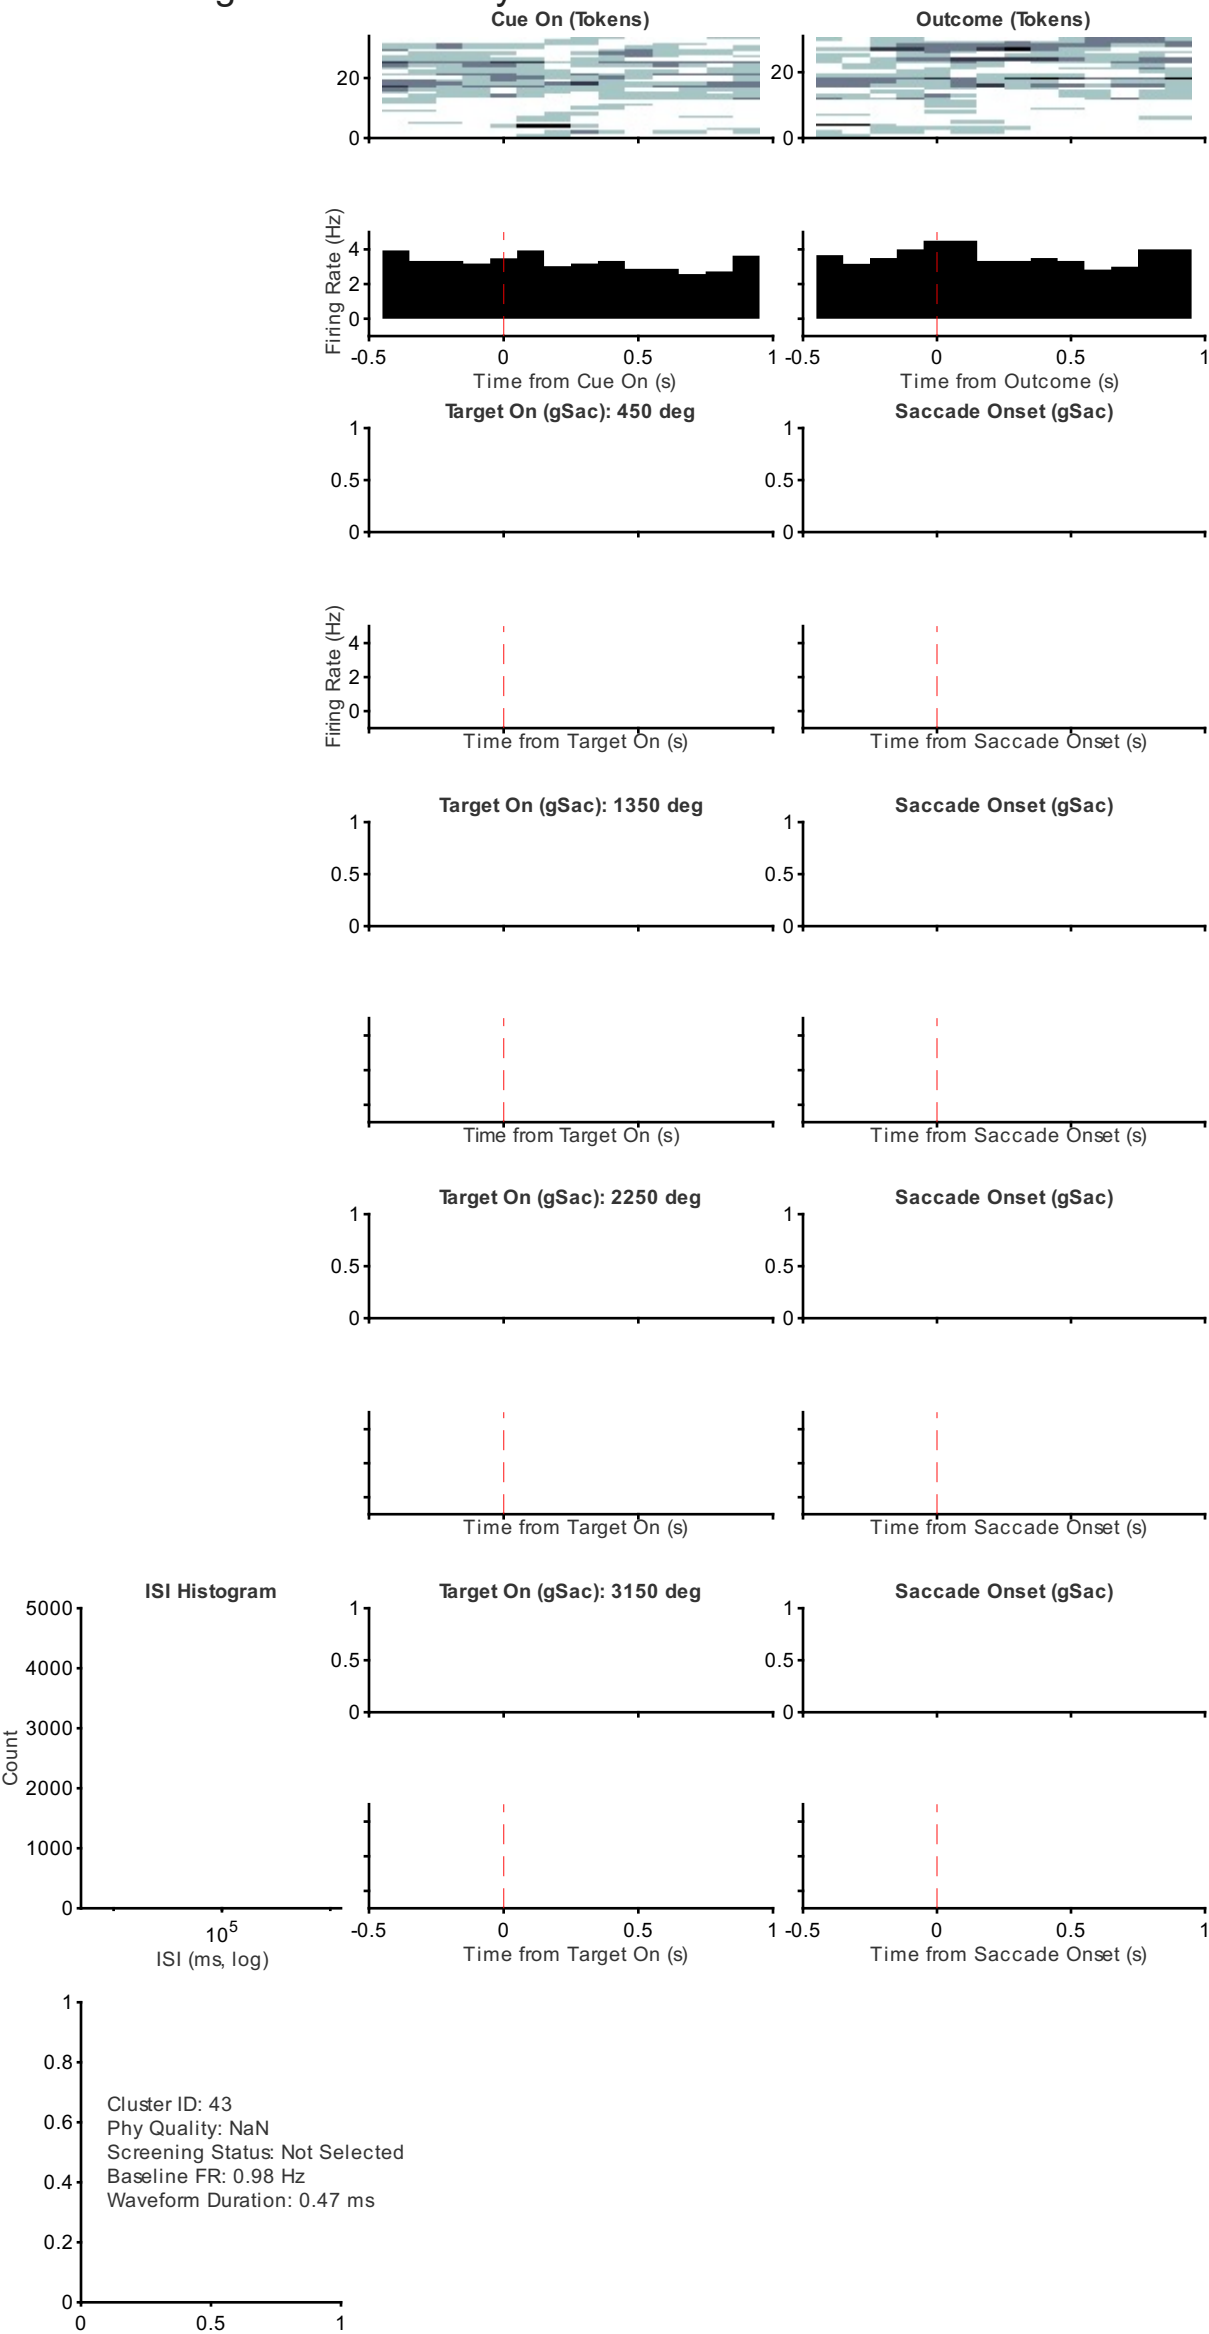 Cue On (Tokens)
Outcome (Tokens)
20
0
20
0
Firing Rate (Hz)
4
2
0
-0.5 0 0.5 1
-0.5 0 0.5 1
Time from Cue On (s)
Time from Outcome (s)
Target On (gSac): 450 deg
Saccade Onset (gSac)
1
0.5
0
1
0.5
0
Firing Rate (Hz)
4
2
0
Time from Target On (s)
Time from Saccade Onset (s)
Target On (gSac): 1350 deg
Saccade Onset (gSac)
1
0.5
0
1
0.5
0
Time from Target On (s)
Time from Saccade Onset (s)
Target On (gSac): 2250 deg
Saccade Onset (gSac)
1
0.5
0
1
0.5
0
Time from Target On (s)
Time from Saccade Onset (s)
ISI Histogram
5000
4000
3000
2000
1000
0
Count
10^5
ISI (ms, log)
Target On (gSac): 3150 deg
Saccade Onset (gSac)
1
0.5
0
1
0.5
0
-0.5 0 0.5 1
-0.5 0 0.5 1
Time from Target On (s)
Time from Saccade Onset (s)
1
0.8
0.6
0.4
0.2
0
0 0.5 1
Cluster ID: 43
Phy Quality: NaN
Screening Status: Not Selected
Baseline FR: 0.98 Hz
Waveform Duration: 0.47 ms